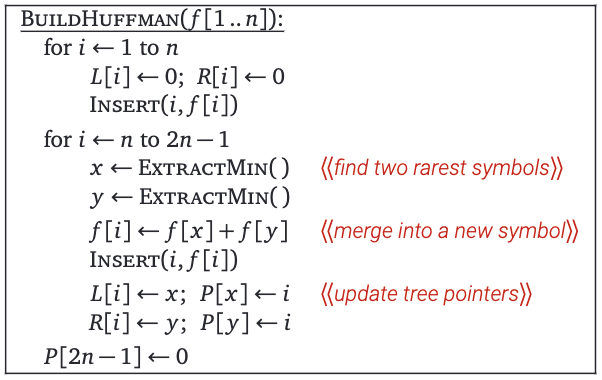 BUILDHUFFMAN(f[1..n]):
for i ← 1 to n
L[i] ← 0; R[i] ← 0
INSERT(i, f[i])
for i ← n to 2n − 1
x ← EXTRACTMIN( ) ⟪find two rarest symbols⟫
y ← EXTRACTMIN( )
f[i] ← f[x] + f[y] ⟪merge into a new symbol⟫
INSERT(i, f[i])
L[i] ← x; P[x] ← i ⟪update tree pointers⟫
R[i] ← y; P[y] ← i
P[2n − 1] ← 0